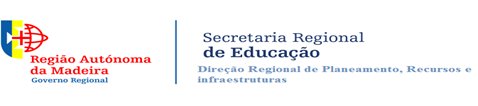 Região Autónoma
da Madeira
Governo Regional
Secretaria Regional
de Educação
Direção Regional de Planeamento, Recursos e
infraestruturas